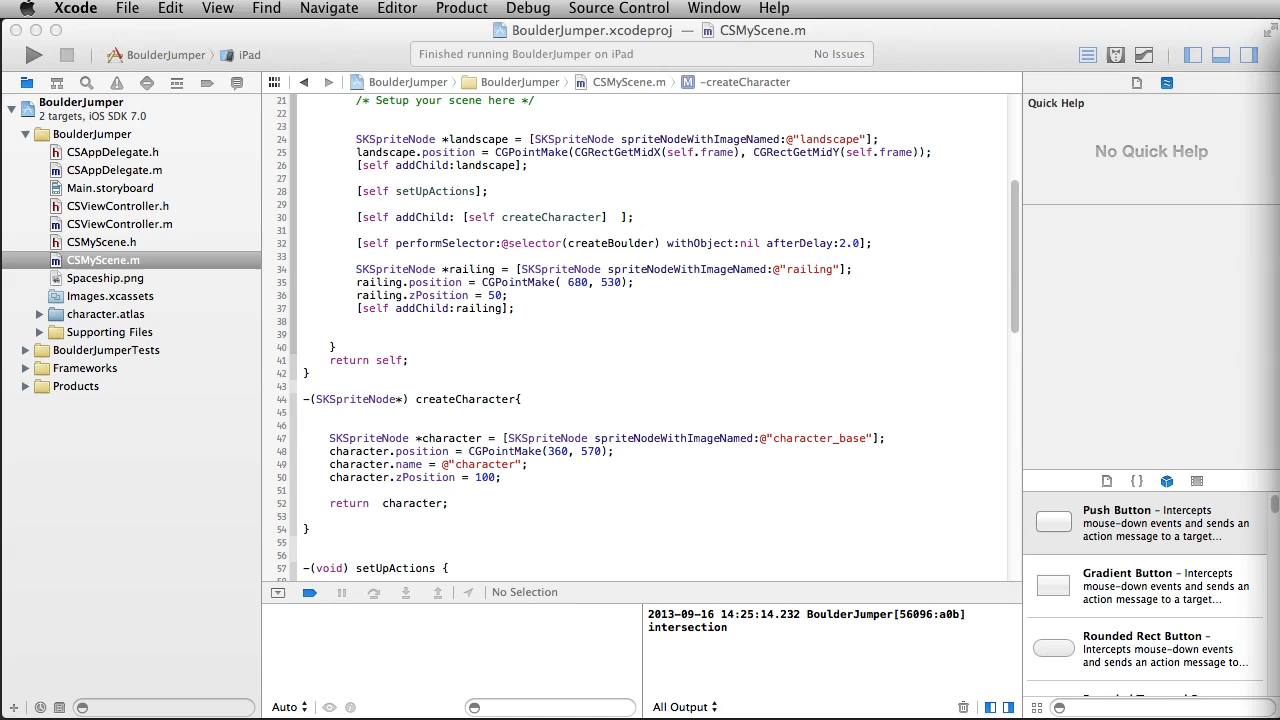 Xcode File Edit View Find Navigate Editor Product Debug Source Control Window Help
BoulderJumper.xcodeproj — CSMyScene.m
BoulderJumper iPad
Finished running BoulderJumper on iPad No Issues
BoulderJumper BoulderJumper CSMyScene.m M -createCharacter
BoulderJumper
2 targets, iOS SDK 7.0
BoulderJumper
h CSAppDelegate.h
m CSAppDelegate.m
Main.storyboard
h CSViewController.h
m CSViewController.m
h CSMyScene.h
m CSMyScene.m
Spaceship.png
Images.xcassets
character.atlas
Supporting Files
BoulderJumperTests
Frameworks
Products
21 /* Setup your scene here */
22
23
24 SKSpriteNode *landscape = [SKSpriteNode spriteNodeWithImageNamed:@"landscape"];
25 landscape.position = CGPointMake(CGRectGetMidX(self.frame), CGRectGetMidY(self.frame));
26 [self addChild:landscape];
27
28 [self setUpActions];
29
30 [self addChild: [self createCharacter]  ];
31
32 [self performSelector:@selector(createBoulder) withObject:nil afterDelay:2.0];
33
34 SKSpriteNode *railing = [SKSpriteNode spriteNodeWithImageNamed:@"railing"];
35 railing.position = CGPointMake( 680, 530);
36 railing.zPosition = 50;
37 [self addChild:railing];
38
39
40 }
41 return self;
42 }
43
44 -(SKSpriteNode*) createCharacter{
45
46
47 SKSpriteNode *character = [SKSpriteNode spriteNodeWithImageNamed:@"character_base"];
48 character.position = CGPointMake(360, 570);
49 character.name = @"character";
50 character.zPosition = 100;
51
52 return  character;
53
54 }
55
56
57 -(void) setUpActions {
No Selection
2013-09-16 14:25:14.232 BoulderJumper[56096:a0b]
intersection
Auto
All Output
Quick Help
No Quick Help
{ }
Push Button – Intercepts
mouse-down events and sends an
action message to a target...
Gradient Button – Intercepts
mouse-down events and sends an
action message to a target...
Rounded Rect Button –
Intercepts mouse-down events
and sends an action message to...